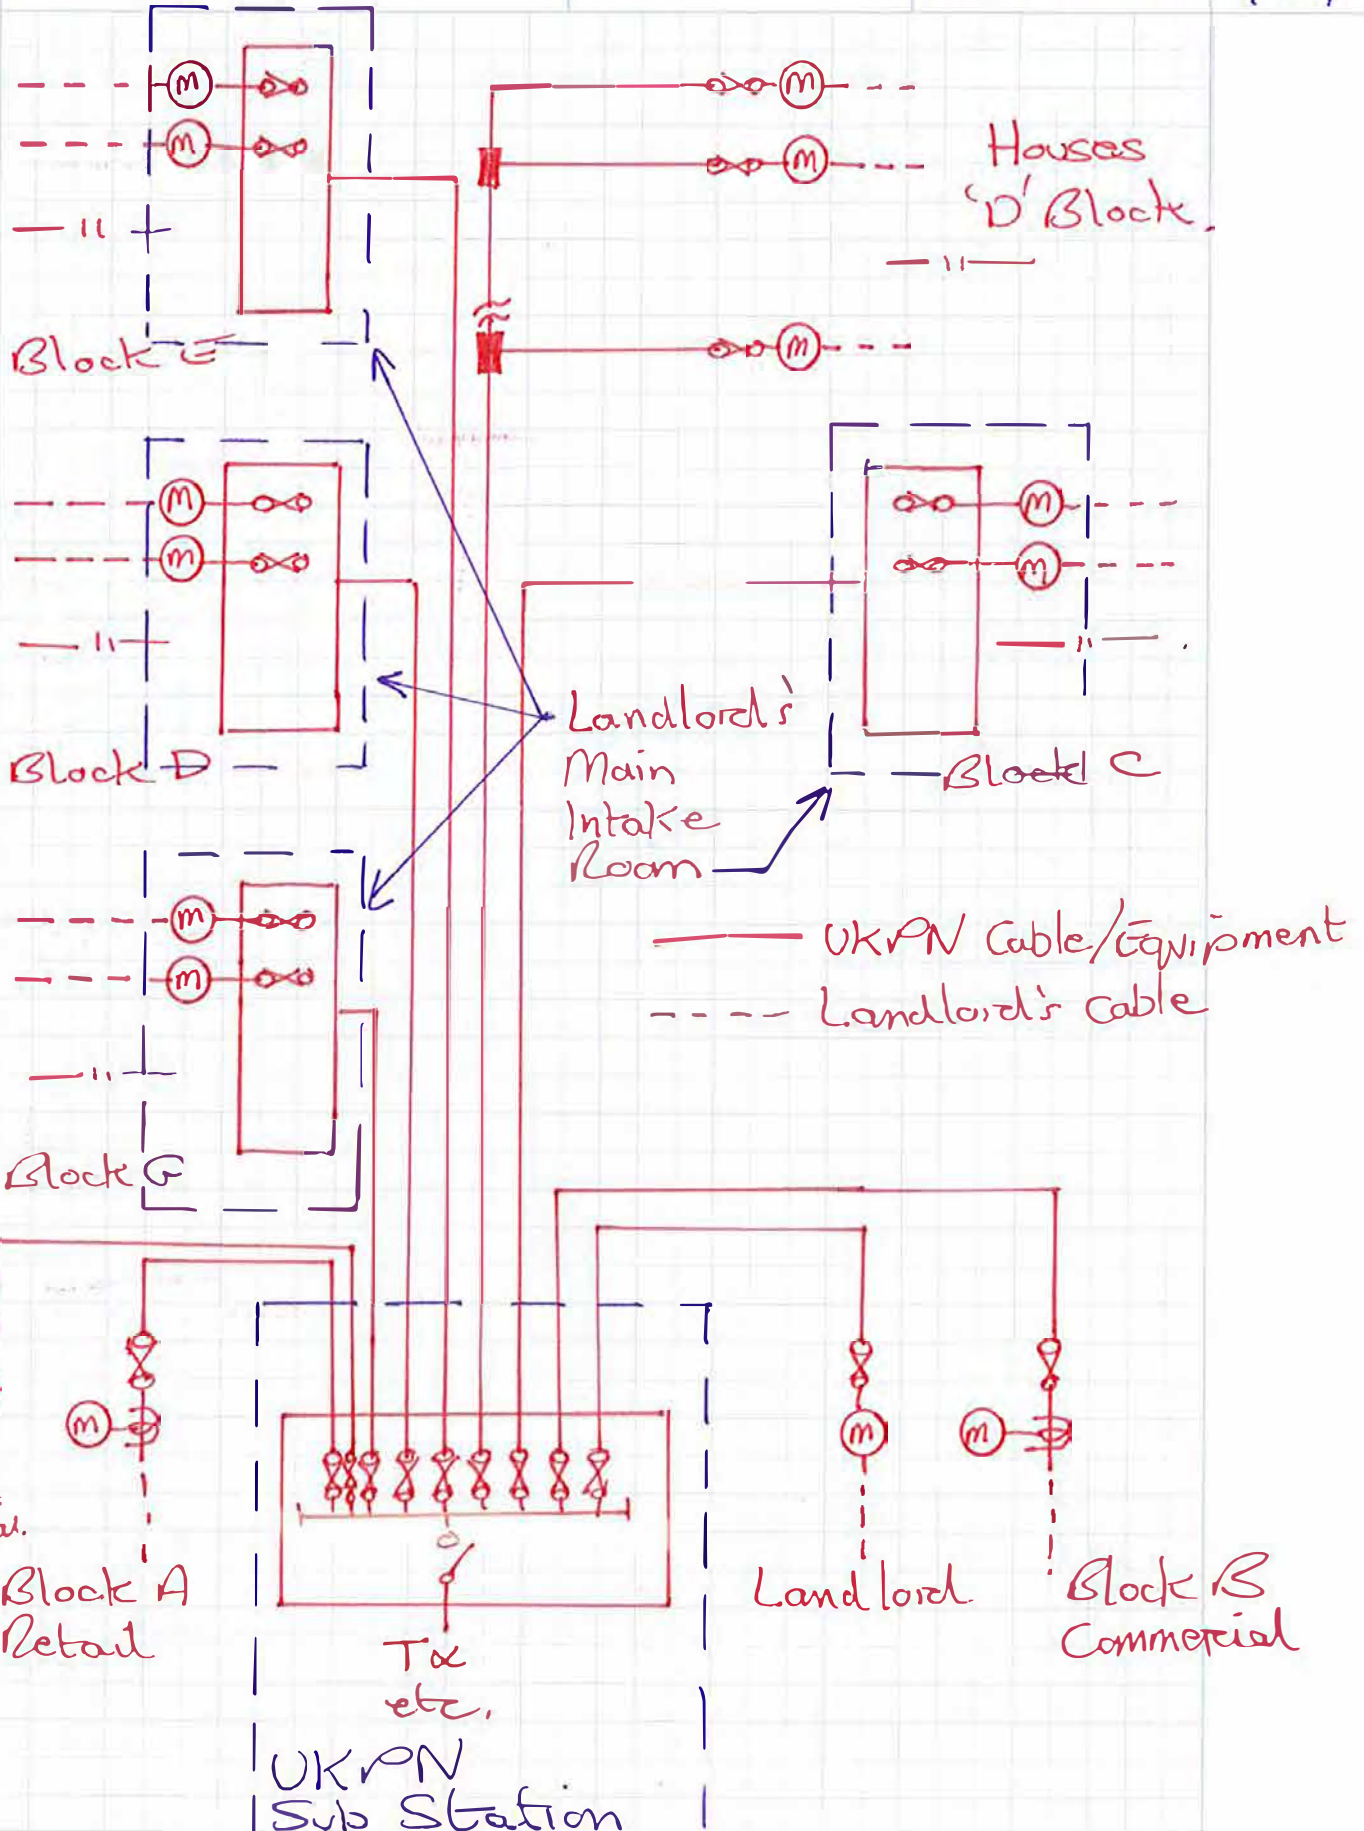 m
m
m
m
Houses
'D' Block.
m
Block E
m
m
m
m
Block D
Landlord's
Main
Intake
Room
Block C
m
m
UKPN Cable/Equipment
Landlord's Cable
Block G
m
m
m
m
Block A
Retail
Landlord
Block B
Commercial
Tx
etc.
UKPN
Sub Station